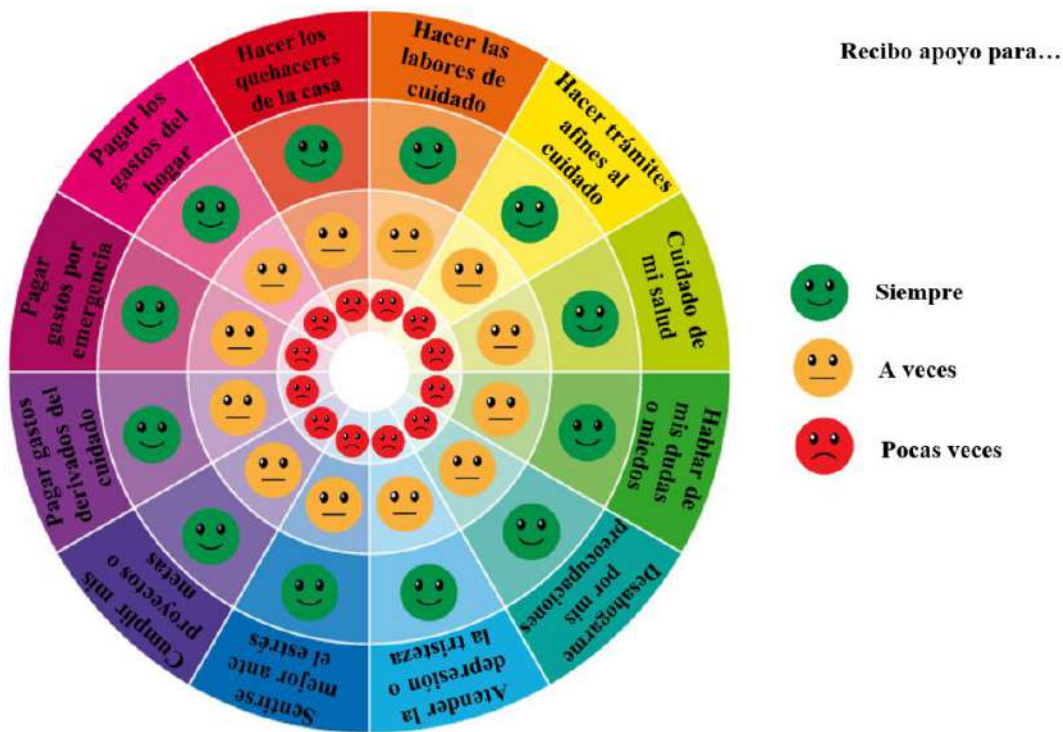 Recibo apoyo para…
Hacer los
quehaceres
de la casa
Hacer las
labores de
cuidado
Hacer trámites
afines al
cuidado
Cuidado de
mi salud
Hablar de
mis dudas
o miedos
Desahogarme
por mis
preocupaciones
Atender la
depresión o
la tristeza
Sentirse
mejor ante
el estrés
Cumplir mis
proyectos o
metas
Pagar gastos
derivados del
cuidado
Pagar
gastos por
emergencia
Pagar los
gastos del
hogar
Siempre
A veces
Pocas veces